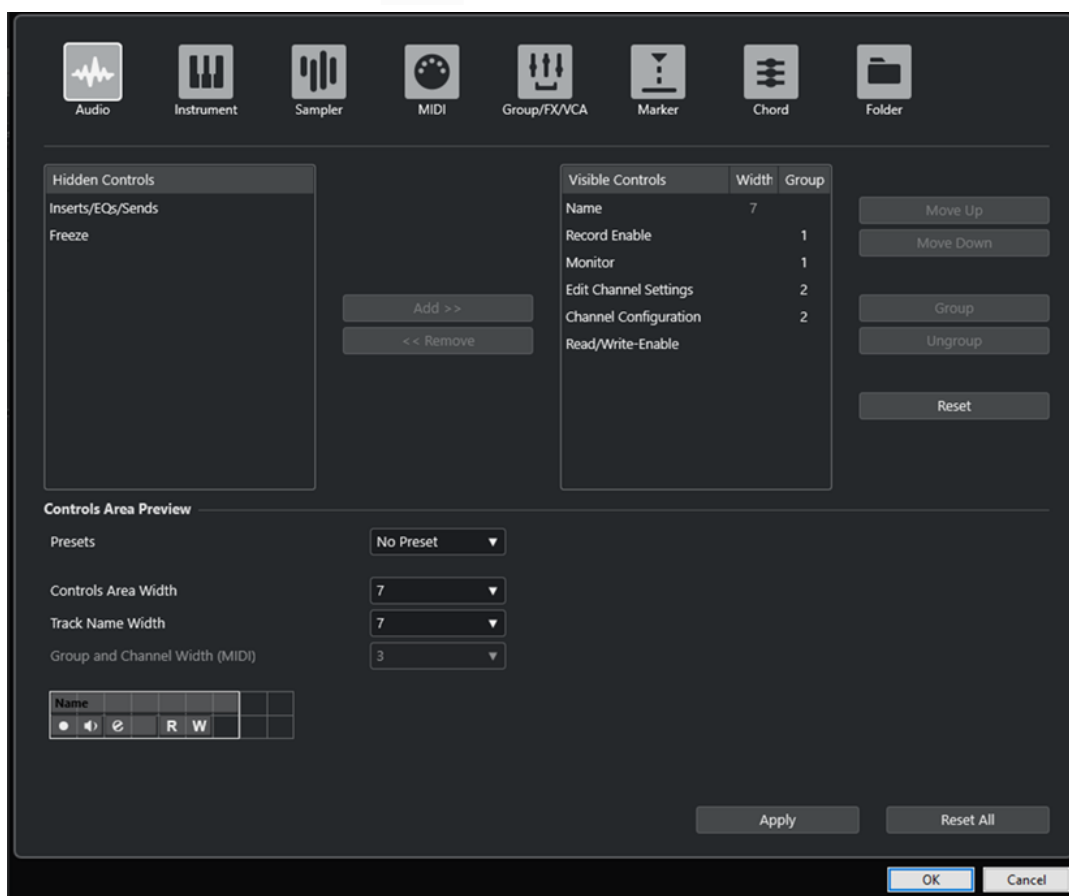 Audio Instrument Sampler MIDI Group/FX/VCA Marker Chord Folder
Hidden Controls
Inserts/EQs/Sends
Freeze
Add >>
<< Remove
Visible Controls Width Group
Name 7
Record Enable 1
Monitor 1
Edit Channel Settings 2
Channel Configuration 2
Read/Write-Enable
Move Up
Move Down
Group
Ungroup
Reset
Controls Area Preview
Presets No Preset
Controls Area Width 7
Track Name Width 7
Group and Channel Width (MIDI) 3
Name
R W
Apply Reset All
OK Cancel